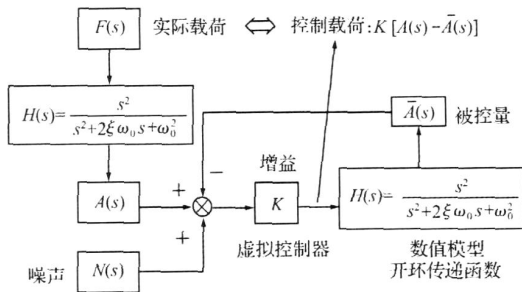 F(s) 实际载荷 ⇔ 控制载荷:K[A(s)-Ā(s)]
H(s)= s²/(s²+2ξω₀s+ω₀²)
Ā(s) 被控量
−
增益
A(s) + K H(s)= s²/(s²+2ξω₀s+ω₀²)
+
虚拟控制器 数值模型
噪声 N(s) 开环传递函数